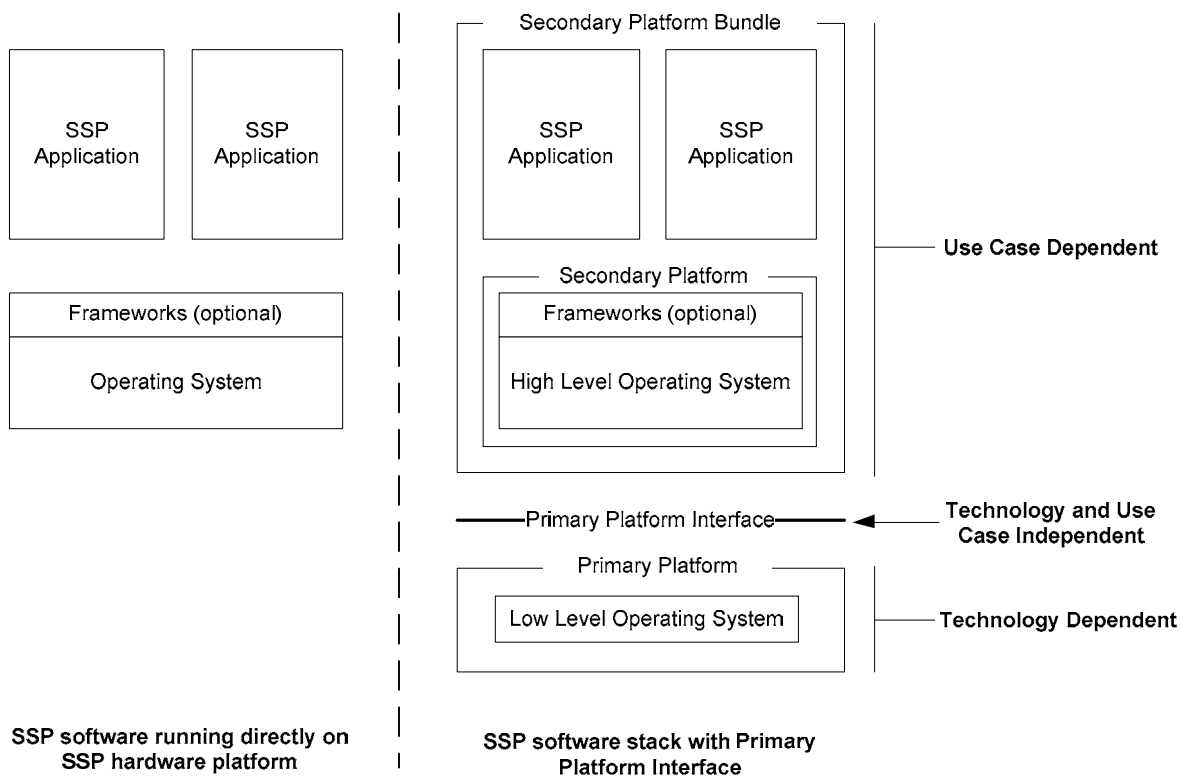 SSP
Application
SSP
Application
Frameworks (optional)
Operating System
SSP software running directly on
SSP hardware platform
Secondary Platform Bundle
SSP
Application
SSP
Application
Secondary Platform
Frameworks (optional)
High Level Operating System
Primary Platform Interface
Primary Platform
Low Level Operating System
SSP software stack with Primary
Platform Interface
Use Case Dependent
Technology and Use
Case Independent
Technology Dependent